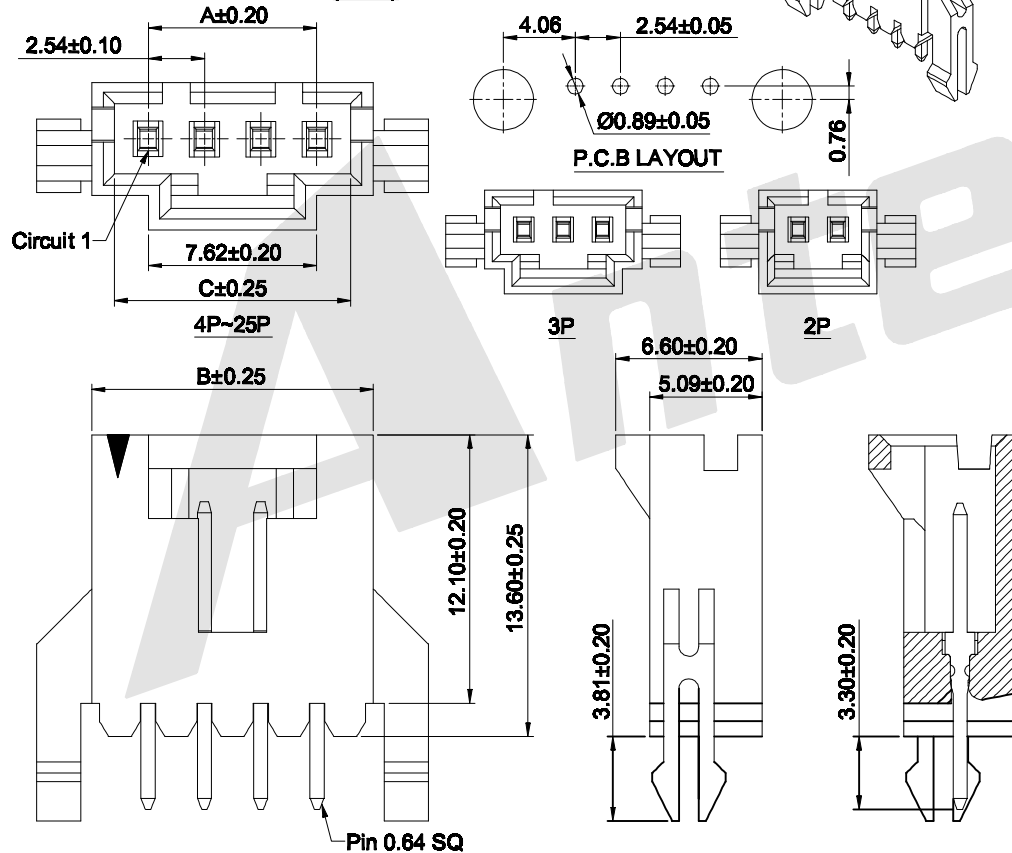 A±0.20
2.54±0.10
4.06
2.54±0.05
Ø0.89±0.05
0.76
P.C.B LAYOUT
Circuit 1
7.62±0.20
C±0.25
4P~25P
3P
2P
6.60±0.20
5.09±0.20
B±0.25
12.10±0.20
13.60±0.25
3.81±0.20
3.30±0.20
Pin 0.64 SQ
Ante